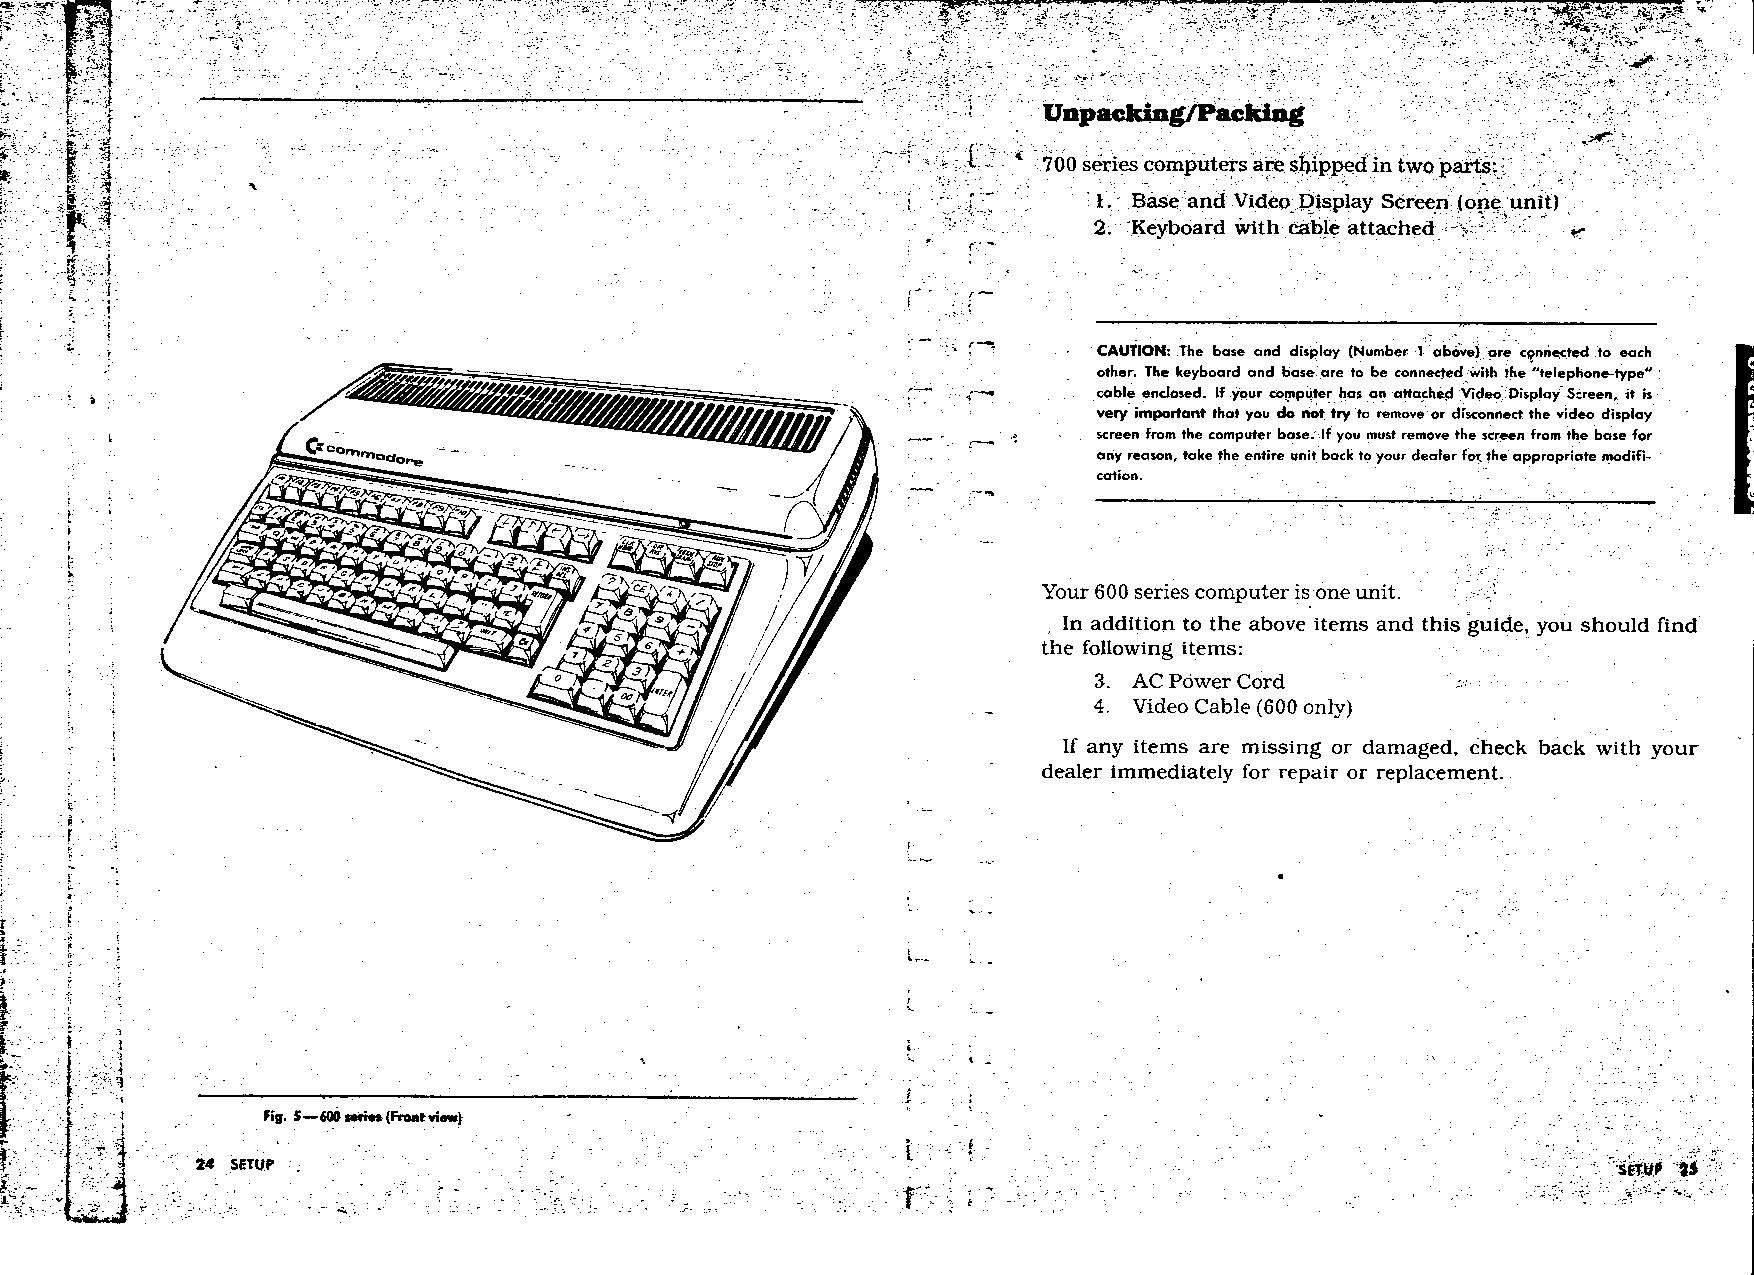 commodore
RETURN
ENTER
Fig. 5—600 series (Front view)
24 SETUP
Unpacking/Packing
700 series computers are shipped in two parts:
1. Base and Video Display Screen (one unit)
2. Keyboard with cable attached
CAUTION: The base and display (Number 1 above) are connected to each
other. The keyboard and base are to be connected with the "telephone-type"
cable enclosed. If your computer has an attached Video Display Screen, it is
very important that you do not try to remove or disconnect the video display
screen from the computer base. If you must remove the screen from the base for
any reason, take the entire unit back to your dealer for the appropriate modifi-
cation.
Your 600 series computer is one unit.
In addition to the above items and this guide, you should find
the following items:
3. AC Power Cord
4. Video Cable (600 only)
If any items are missing or damaged, check back with your
dealer immediately for repair or replacement.
SETUP 25